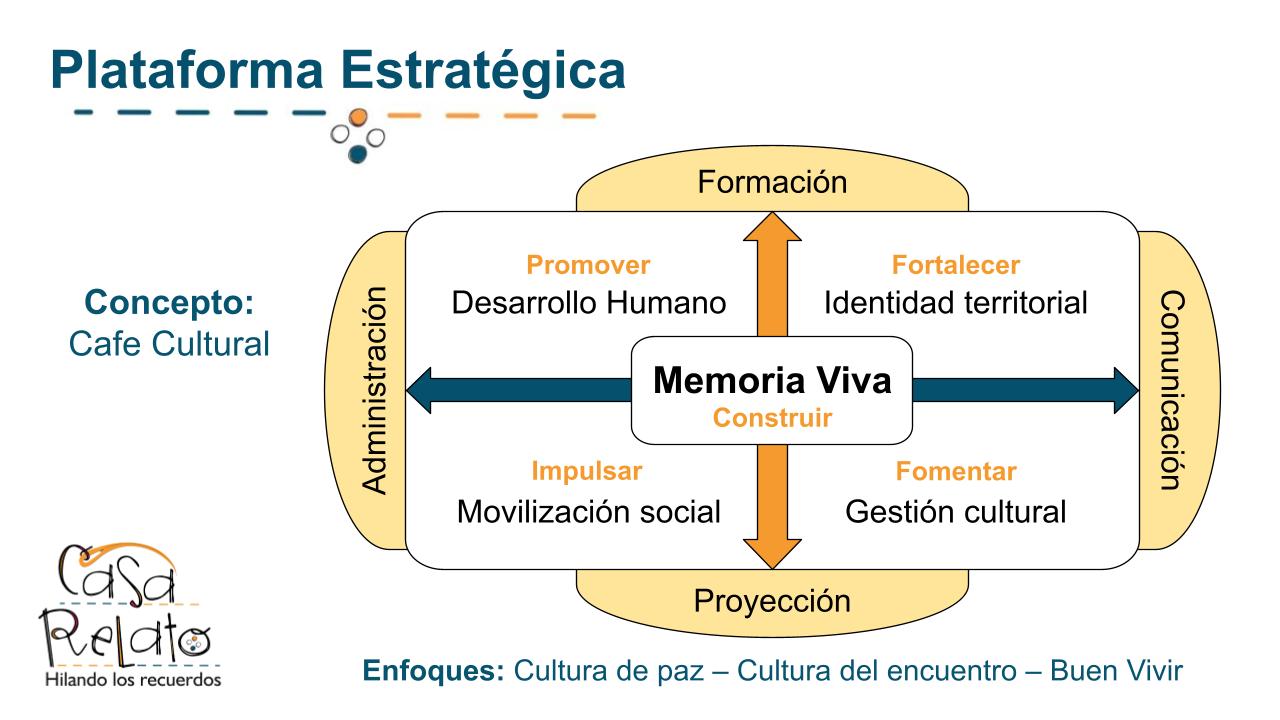 Plataforma Estratégica
Formación
Promover
Desarrollo Humano
Fortalecer
Identidad territorial
Concepto:
Cafe Cultural
Administración
Comunicación
Memoria Viva
Construir
Impulsar
Movilización social
Fomentar
Gestión cultural
Proyección
Casa
Relato
Hilando los recuerdos
Enfoques: Cultura de paz – Cultura del encuentro – Buen Vivir